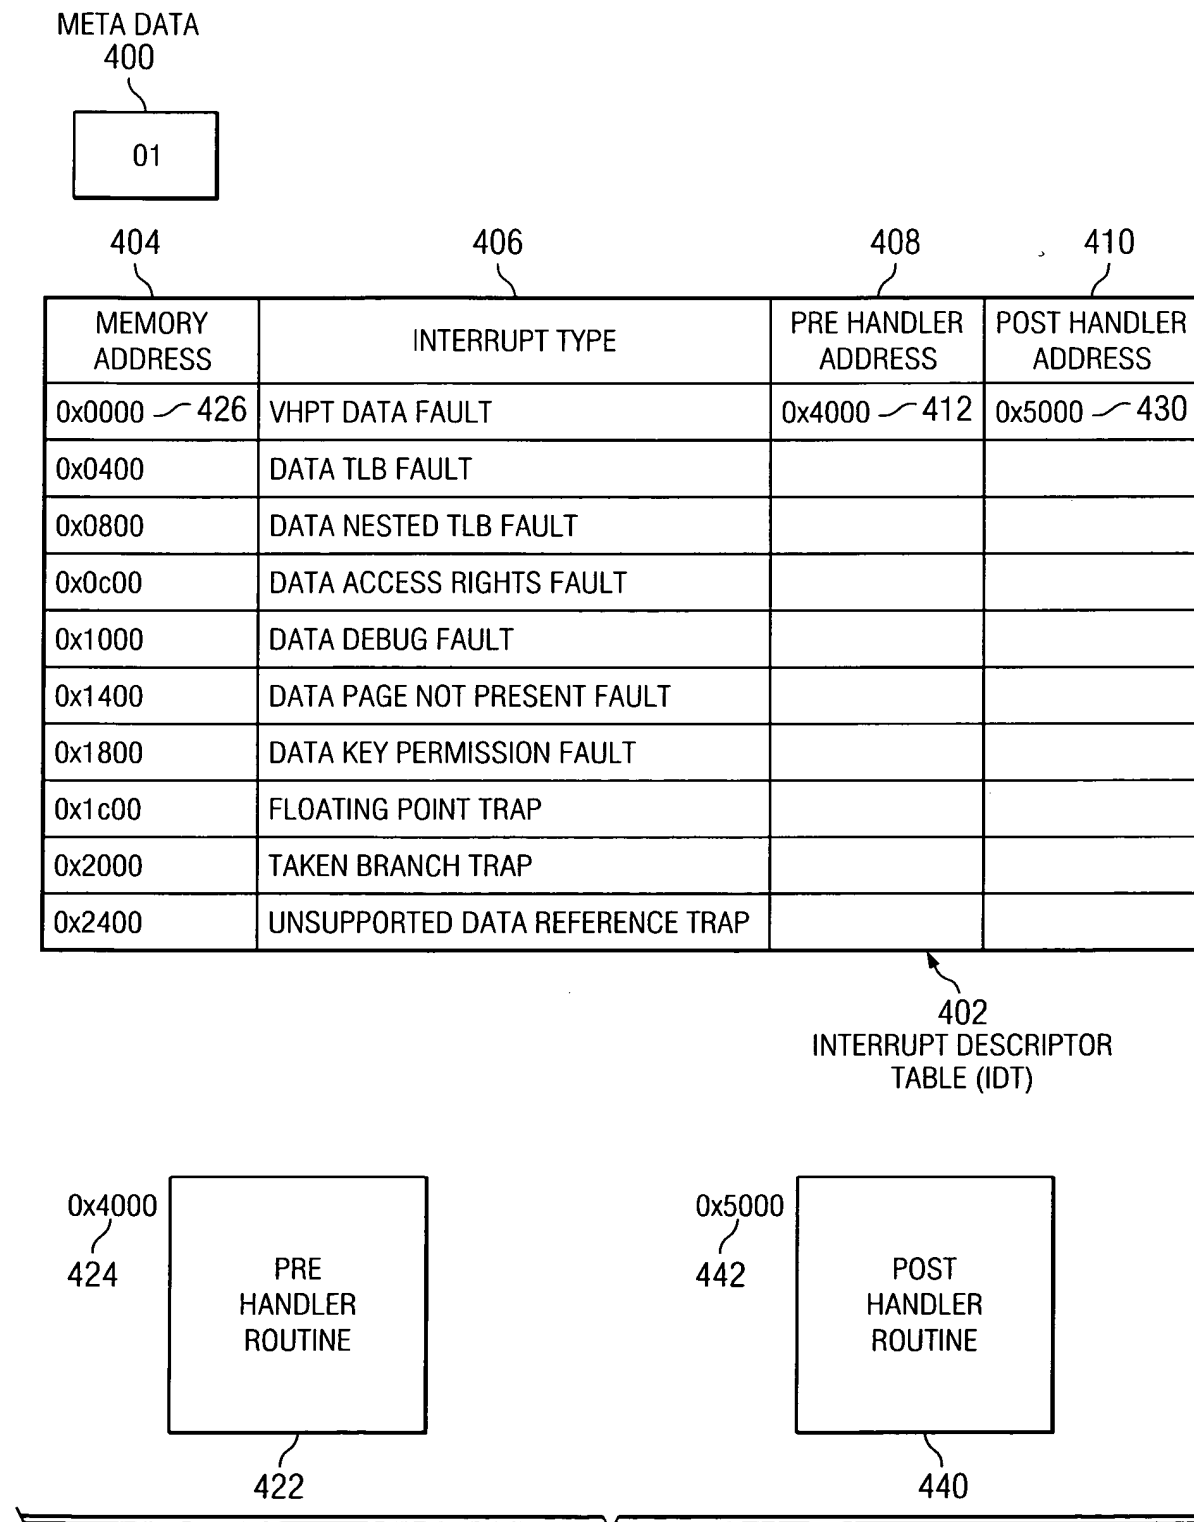 META DATA
400
01
404 406 408 410
MEMORY ADDRESS INTERRUPT TYPE PRE HANDLER ADDRESS POST HANDLER ADDRESS
0x0000 426 VHPT DATA FAULT 0x4000 412 0x5000 430
0x0400 DATA TLB FAULT
0x0800 DATA NESTED TLB FAULT
0x0c00 DATA ACCESS RIGHTS FAULT
0x1000 DATA DEBUG FAULT
0x1400 DATA PAGE NOT PRESENT FAULT
0x1800 DATA KEY PERMISSION FAULT
0x1c00 FLOATING POINT TRAP
0x2000 TAKEN BRANCH TRAP
0x2400 UNSUPPORTED DATA REFERENCE TRAP
402
INTERRUPT DESCRIPTOR
TABLE (IDT)
0x4000
424
PRE
HANDLER
ROUTINE
422
0x5000
442
POST
HANDLER
ROUTINE
440